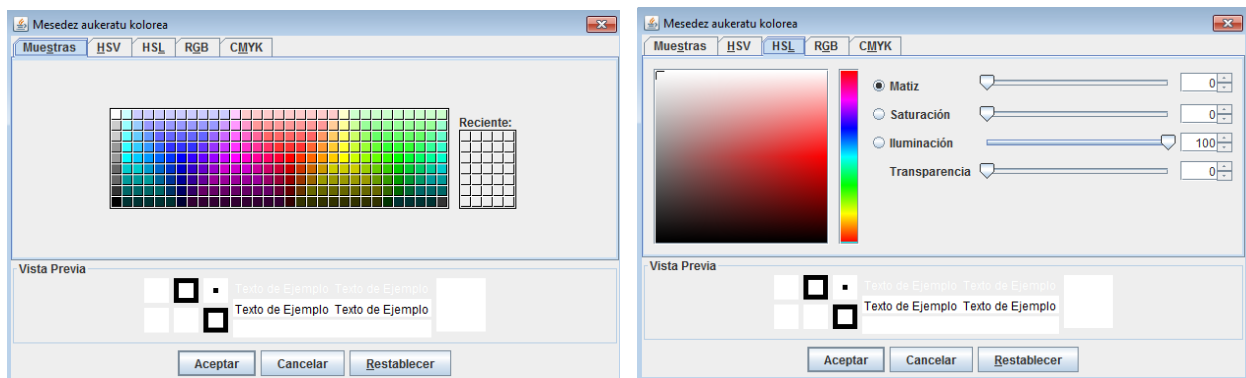 Mesedez aukeratu kolorea
Muestras HSV HSL RGB CMYK
Reciente:
Vista Previa
Texto de Ejemplo Texto de Ejemplo
Texto de Ejemplo Texto de Ejemplo
Aceptar Cancelar Restablecer
Mesedez aukeratu kolorea
Muestras HSV HSL RGB CMYK
Matiz 0
Saturación 0
Iluminación 100
Transparencia 0
Vista Previa
Texto de Ejemplo Texto de Ejemplo
Texto de Ejemplo Texto de Ejemplo
Aceptar Cancelar Restablecer